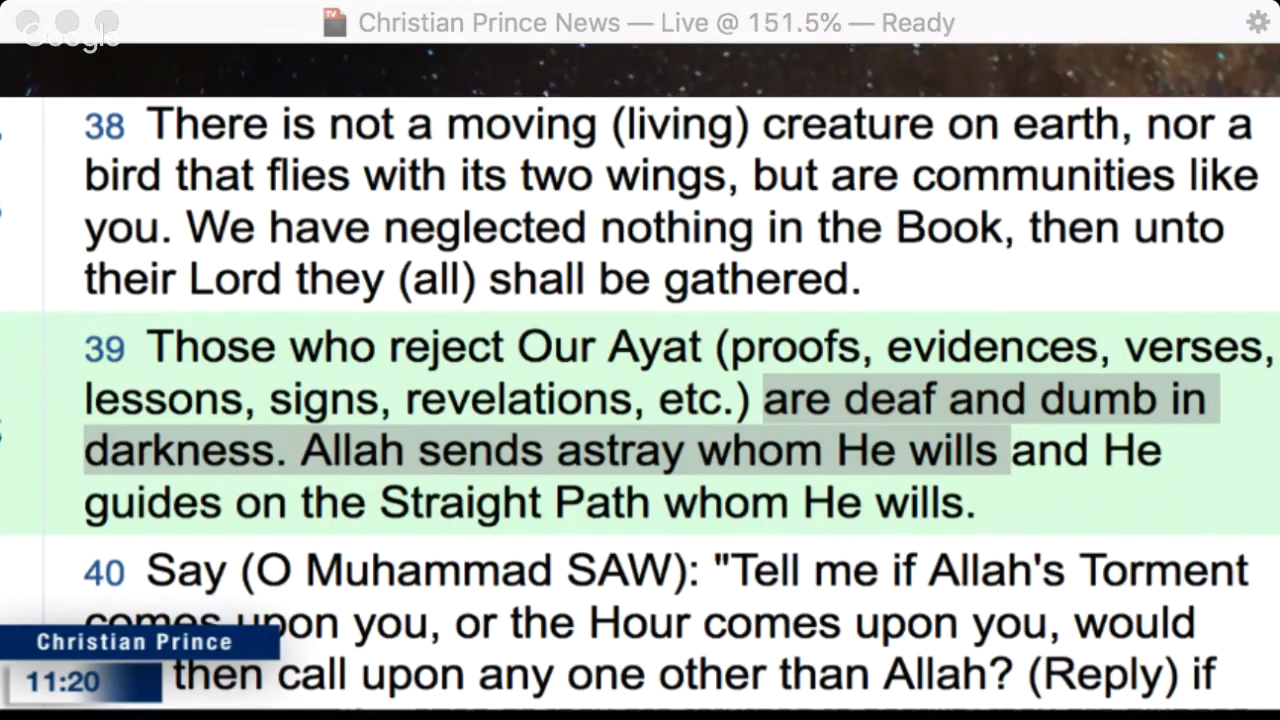 Christian Prince News — Live @ 151.5% — Ready
Google
38 There is not a moving (living) creature on earth, nor a
bird that flies with its two wings, but are communities like
you. We have neglected nothing in the Book, then unto
their Lord they (all) shall be gathered.
39 Those who reject Our Ayat (proofs, evidences, verses,
lessons, signs, revelations, etc.) are deaf and dumb in
darkness. Allah sends astray whom He wills and He
guides on the Straight Path whom He wills.
40 Say (O Muhammad SAW): "Tell me if Allah's Torment
comes upon you, or the Hour comes upon you, would
then call upon any one other than Allah? (Reply) if
Christian Prince
11:20